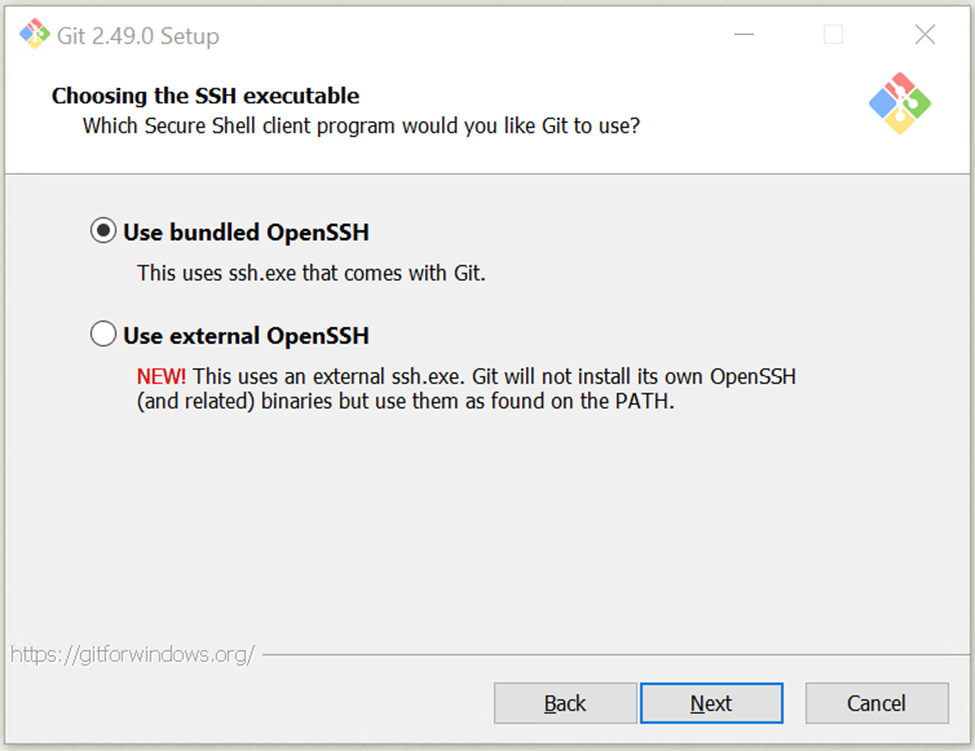 Git 2.49.0 Setup
Choosing the SSH executable
Which Secure Shell client program would you like Git to use?
Use bundled OpenSSH
This uses ssh.exe that comes with Git.
Use external OpenSSH
NEW! This uses an external ssh.exe. Git will not install its own OpenSSH
(and related) binaries but use them as found on the PATH.
https://gitforwindows.org/
Back Next Cancel